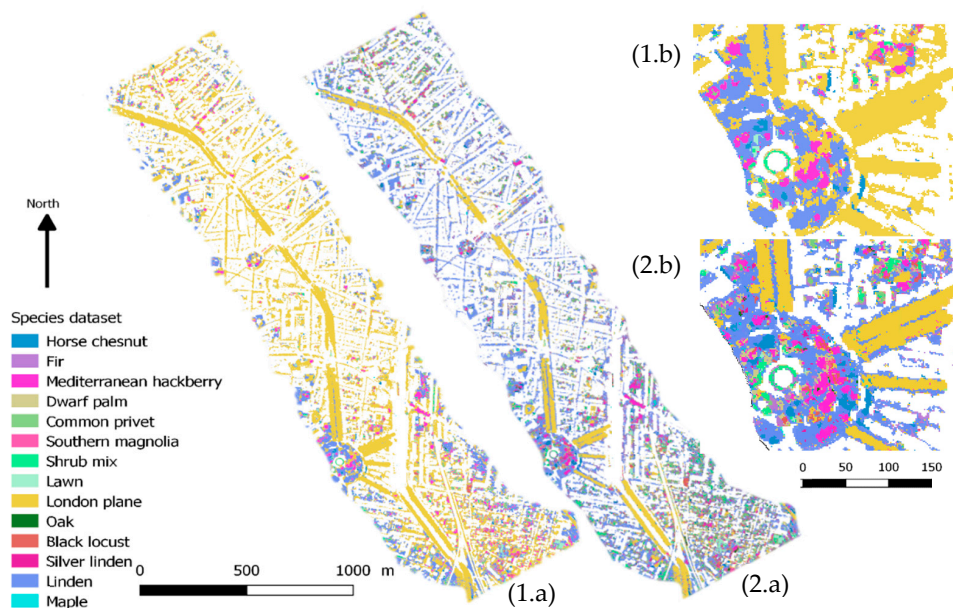 (1.b)
North
(2.b)
Species dataset
Horse chesnut
Fir
Mediterranean hackberry
Dwarf palm
Common privet
Southern magnolia
Shrub mix
Lawn
London plane
Oak
Black locust
Silver linden
Linden
Maple
0 50 100 150
0 500 1000 m
(1.a)
(2.a)